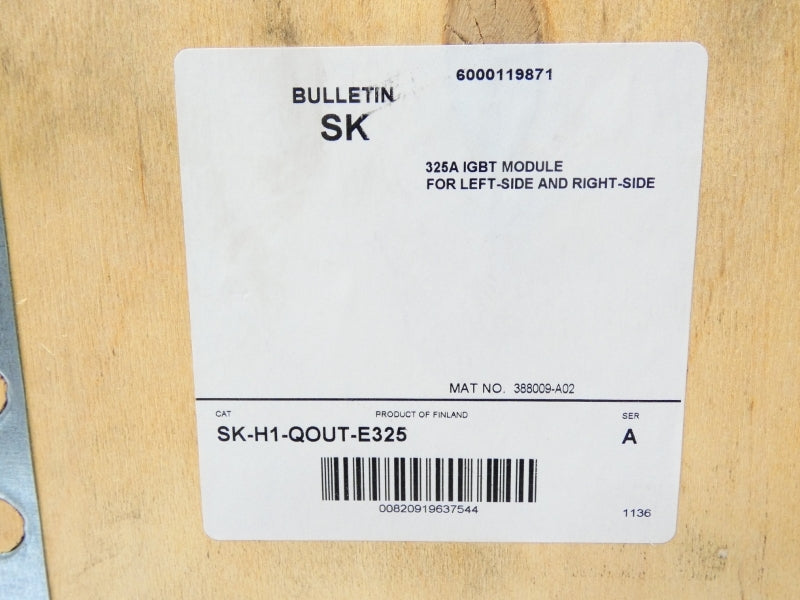 6000119871
BULLETIN
SK
325A IGBT MODULE
FOR LEFT-SIDE AND RIGHT-SIDE
MAT NO. 388009-A02
CAT PRODUCT OF FINLAND SER
SK-H1-QOUT-E325 A
00820919637544
1136